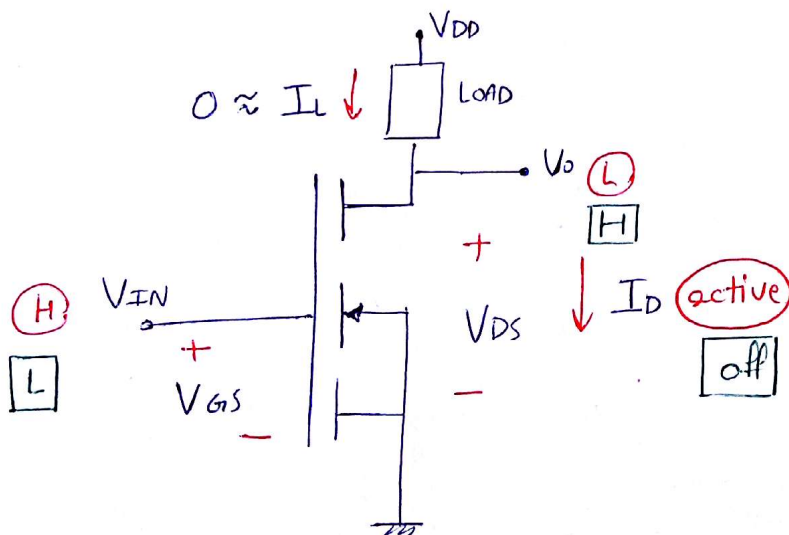 VDD
0 ≈ IL
LOAD
Vo
L
H
H
VIN
+
ID
active
+
VDS
L
VGS
-
off
-